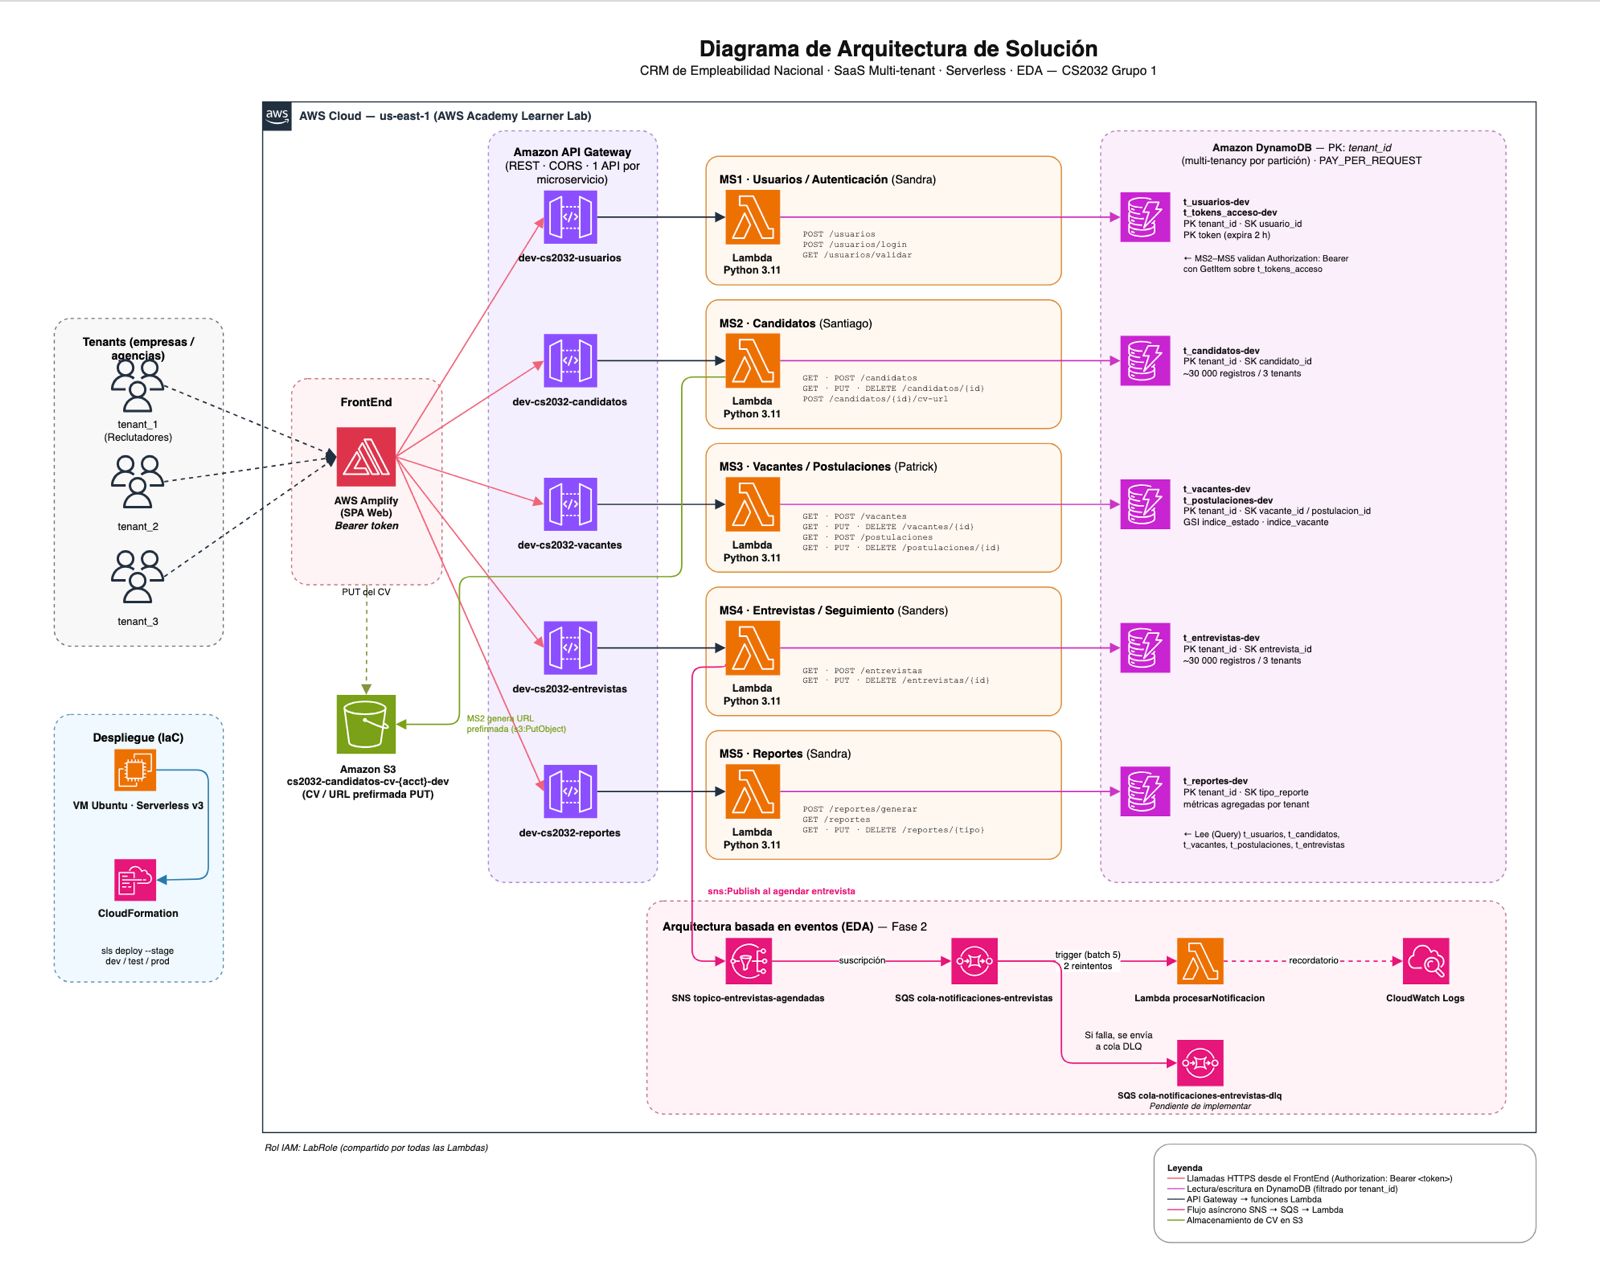 Diagrama de Arquitectura de Solución
CRM de Empleabilidad Nacional · SaaS Multi-tenant · Serverless · EDA — CS2032 Grupo 1
aws
AWS Cloud — us-east-1 (AWS Academy Learner Lab)
Tenants (empresas /
agencias)
tenant_1
(Reclutadores)
tenant_2
tenant_3
Despliegue (IaC)
VM Ubuntu · Serverless v3
CloudFormation
sls deploy --stage
dev / test / prod
FrontEnd
AWS Amplify
(SPA Web)
Bearer token
PUT del CV
Amazon S3
cs2032-candidatos-cv-{acct}-dev
(CV / URL prefirmada PUT)
MS2 genera URL
prefirmada (s3:PutObject)
Amazon API Gateway
(REST · CORS · 1 API por
microservicio)
dev-cs2032-usuarios
dev-cs2032-candidatos
dev-cs2032-vacantes
dev-cs2032-entrevistas
dev-cs2032-reportes
MS1 · Usuarios / Autenticación (Sandra)
POST /usuarios
POST /usuarios/login
GET /usuarios/validar
Lambda
Python 3.11
MS2 · Candidatos (Santiago)
GET · POST /candidatos
GET · PUT · DELETE /candidatos/{id}
POST /candidatos/{id}/cv-url
Lambda
Python 3.11
MS3 · Vacantes / Postulaciones (Patrick)
GET · POST /vacantes
GET · PUT · DELETE /vacantes/{id}
GET · POST /postulaciones
GET · PUT · DELETE /postulaciones/{id}
Lambda
Python 3.11
MS4 · Entrevistas / Seguimiento (Sanders)
GET · POST /entrevistas
GET · PUT · DELETE /entrevistas/{id}
Lambda
Python 3.11
MS5 · Reportes (Sandra)
POST /reportes/generar
GET /reportes
GET · PUT · DELETE /reportes/{tipo}
Lambda
Python 3.11
Amazon DynamoDB — PK: tenant_id
(multi-tenancy por partición) · PAY_PER_REQUEST
t_usuarios-dev
t_tokens_acceso-dev
PK tenant_id · SK usuario_id
PK token (expira 2 h)
← MS2–MS5 validan Authorization: Bearer
con GetItem sobre t_tokens_acceso
t_candidatos-dev
PK tenant_id · SK candidato_id
~30 000 registros / 3 tenants
t_vacantes-dev
t_postulaciones-dev
PK tenant_id · SK vacante_id / postulacion_id
GSI indice_estado · indice_vacante
t_entrevistas-dev
PK tenant_id · SK entrevista_id
~30 000 registros / 3 tenants
t_reportes-dev
PK tenant_id · SK tipo_reporte
métricas agregadas por tenant
← Lee (Query) t_usuarios, t_candidatos,
t_vacantes, t_postulaciones, t_entrevistas
sns:Publish al agendar entrevista
Arquitectura basada en eventos (EDA) — Fase 2
SNS topico-entrevistas-agendadas
suscripción
SQS cola-notificaciones-entrevistas
trigger (batch 5)
2 reintentos
Lambda procesarNotificacion
recordatorio
CloudWatch Logs
Si falla, se envía
a cola DLQ
SQS cola-notificaciones-entrevistas-dlq
Pendiente de implementar
Rol IAM: LabRole (compartido por todas las Lambdas)
Leyenda
Llamadas HTTPS desde el FrontEnd (Authorization: Bearer <token>)
Lectura/escritura en DynamoDB (filtrado por tenant_id)
API Gateway → funciones Lambda
Flujo asíncrono SNS → SQS → Lambda
Almacenamiento de CV en S3